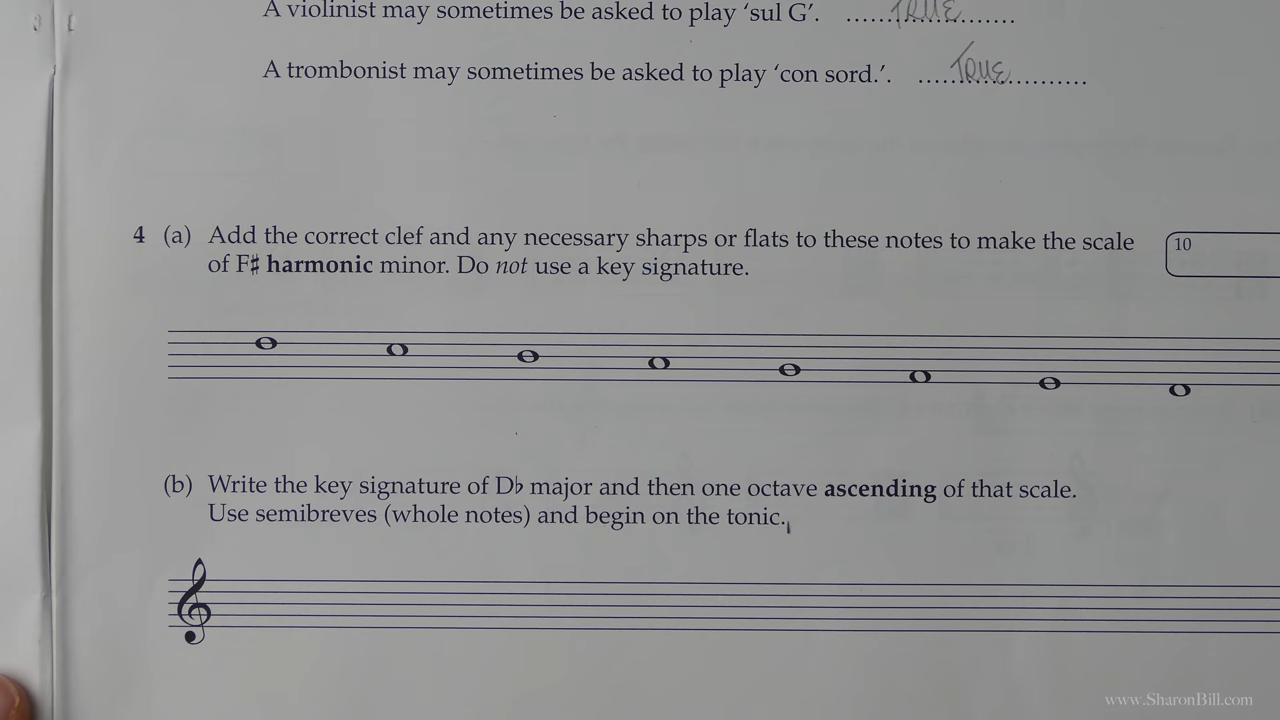 A violinist may sometimes be asked to play ‘sul G’. ......TRUE.......
A trombonist may sometimes be asked to play ‘con sord.’. .....TRUE..........
4 (a) Add the correct clef and any necessary sharps or flats to these notes to make the scale
10
of F♯ harmonic minor. Do not use a key signature.
(b) Write the key signature of D♭ major and then one octave ascending of that scale.
Use semibreves (whole notes) and begin on the tonic.
www.SharonBill.com